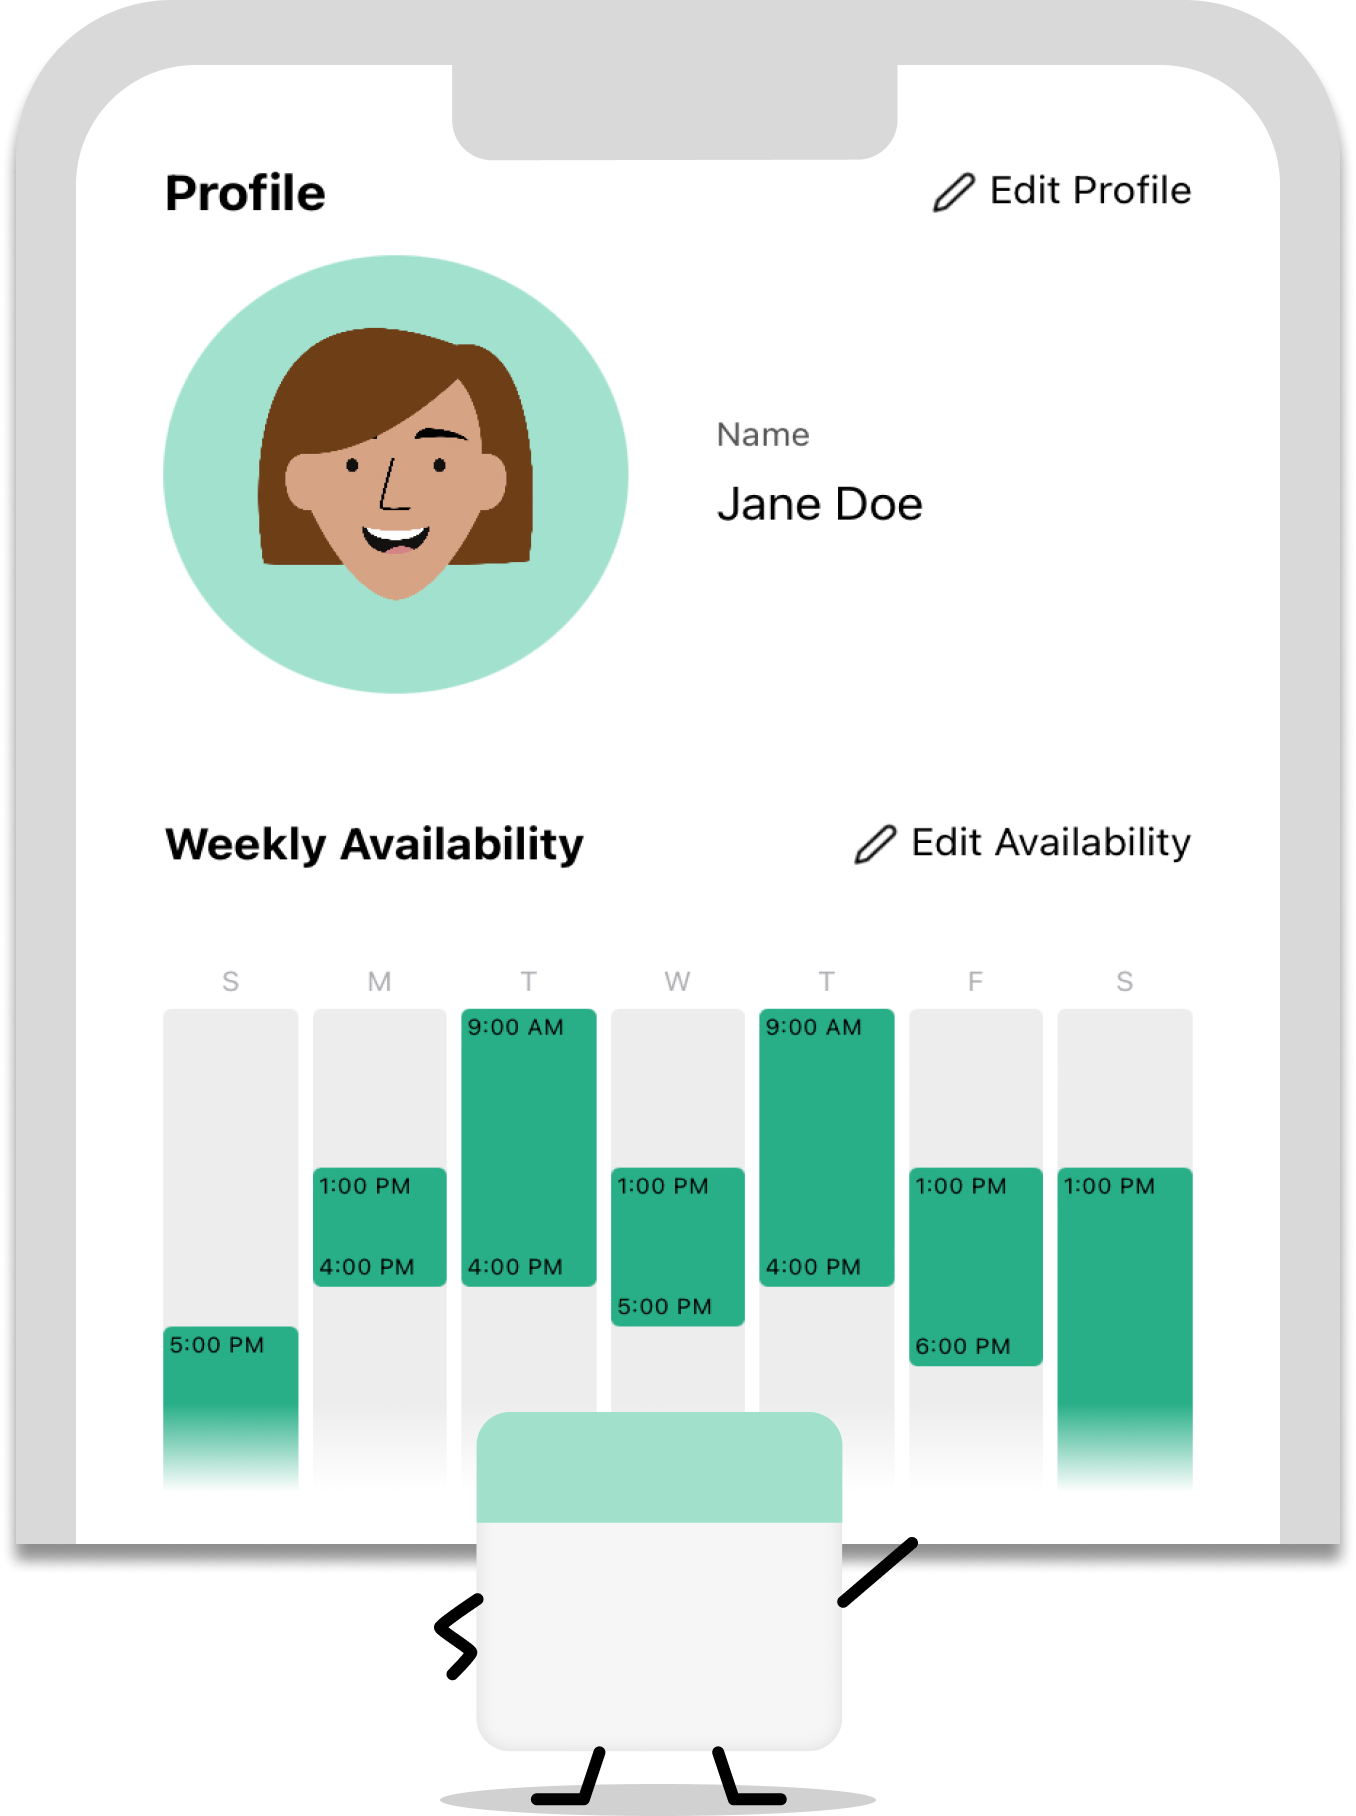 Profile
Edit Profile
Name
Jane Doe
Weekly Availability
Edit Availability
S M T W T F S
9:00 AM 9:00 AM
1:00 PM 1:00 PM 1:00 PM 1:00 PM
4:00 PM 4:00 PM 4:00 PM
5:00 PM
5:00 PM 6:00 PM